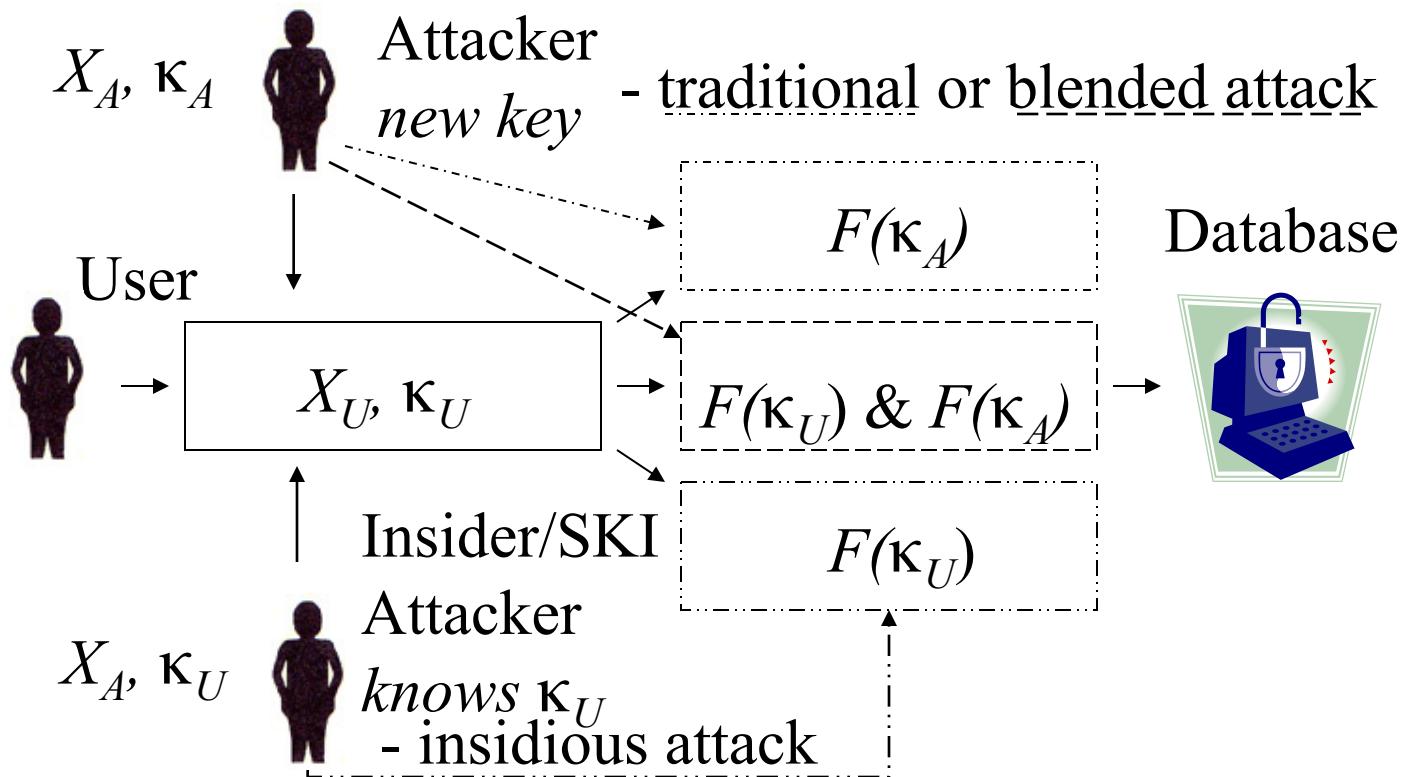 X_A, κ_A
Attacker
new key
- traditional or blended attack
F(κ_A)
Database
User
X_U, κ_U
F(κ_U) & F(κ_A)
F(κ_U)
Insider/SKI
Attacker
knows κ_U
- insidious attack
X_A, κ_U